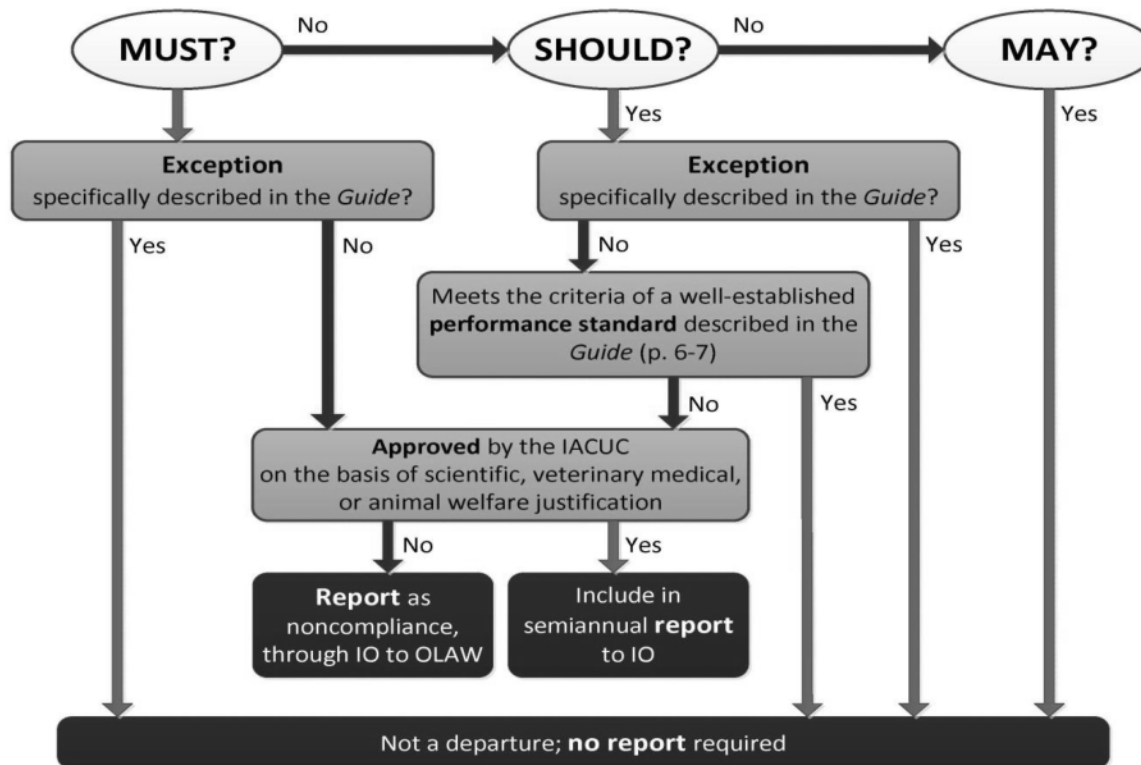 MUST?
No
SHOULD?
No
MAY?
Yes
Yes
Exception
specifically described in the Guide?
Exception
specifically described in the Guide?
Yes
No
No
Yes
Meets the criteria of a well-established
performance standard described in the
Guide (p. 6-7)
No
Yes
Approved by the IACUC
on the basis of scientific, veterinary medical,
or animal welfare justification
No
Yes
Report as
noncompliance,
through IO to OLAW
Include in
semiannual report
to IO
Not a departure; no report required